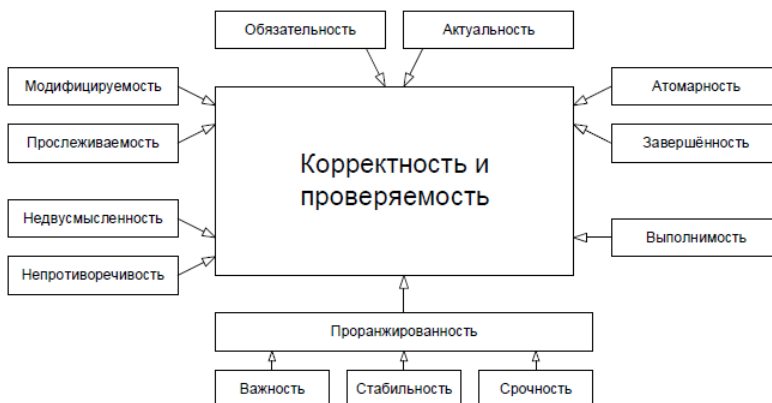 Обязательность
Актуальность
Модифицируемость
Атомарность
Прослеживаемость
Завершённость
Корректность и
проверяемость
Недвусмысленность
Выполнимость
Непротиворечивость
Проранжированность
Важность
Стабильность
Срочность